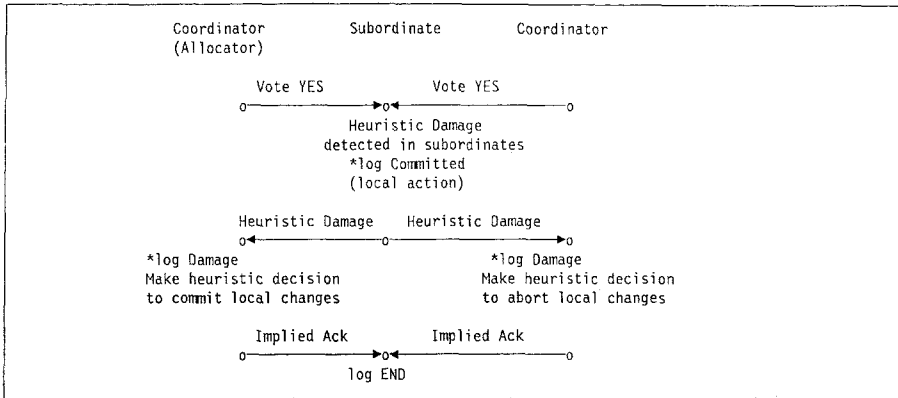 Coordinator Subordinate Coordinator
(Allocator)
Vote YES Vote YES
Heuristic Damage
detected in subordinates
*log Committed
(local action)
Heuristic Damage Heuristic Damage
*log Damage *log Damage
Make heuristic decision Make heuristic decision
to commit local changes to abort local changes
Implied Ack Implied Ack
log END